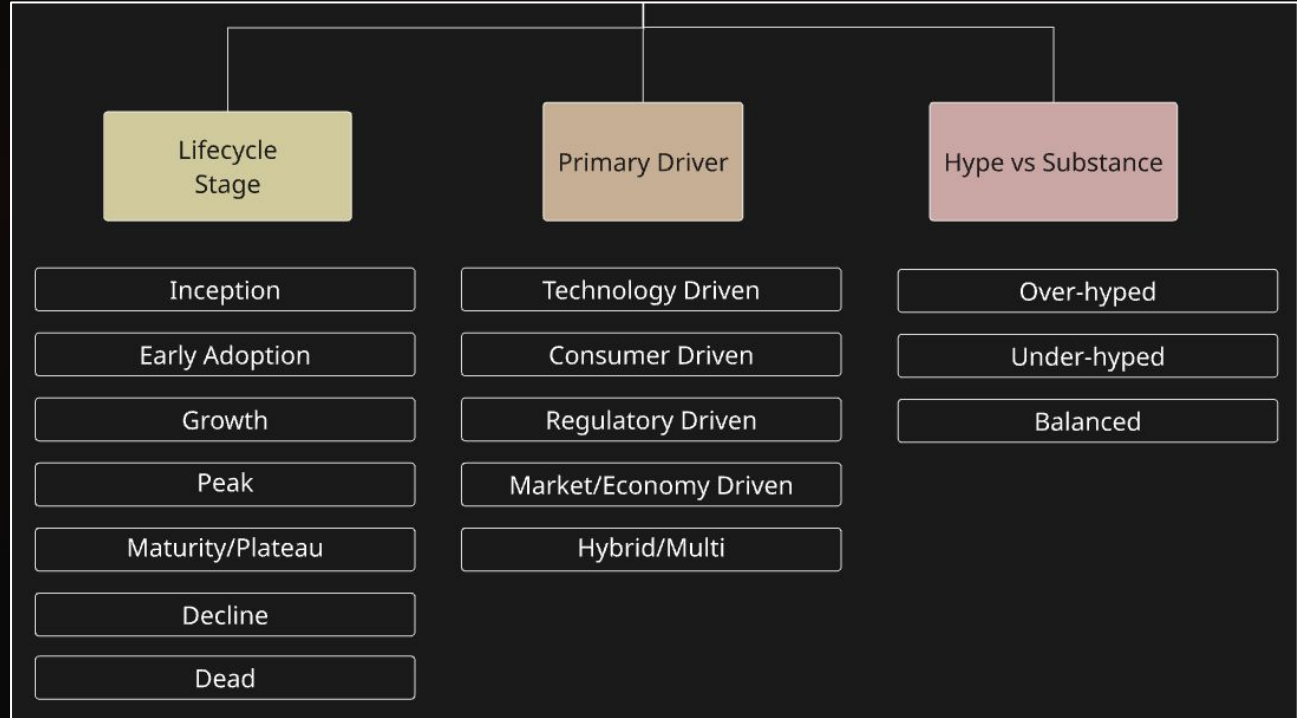 Lifecycle
Stage
Primary Driver
Hype vs Substance
Inception
Early Adoption
Growth
Peak
Maturity/Plateau
Decline
Dead
Technology Driven
Consumer Driven
Regulatory Driven
Market/Economy Driven
Hybrid/Multi
Over-hyped
Under-hyped
Balanced